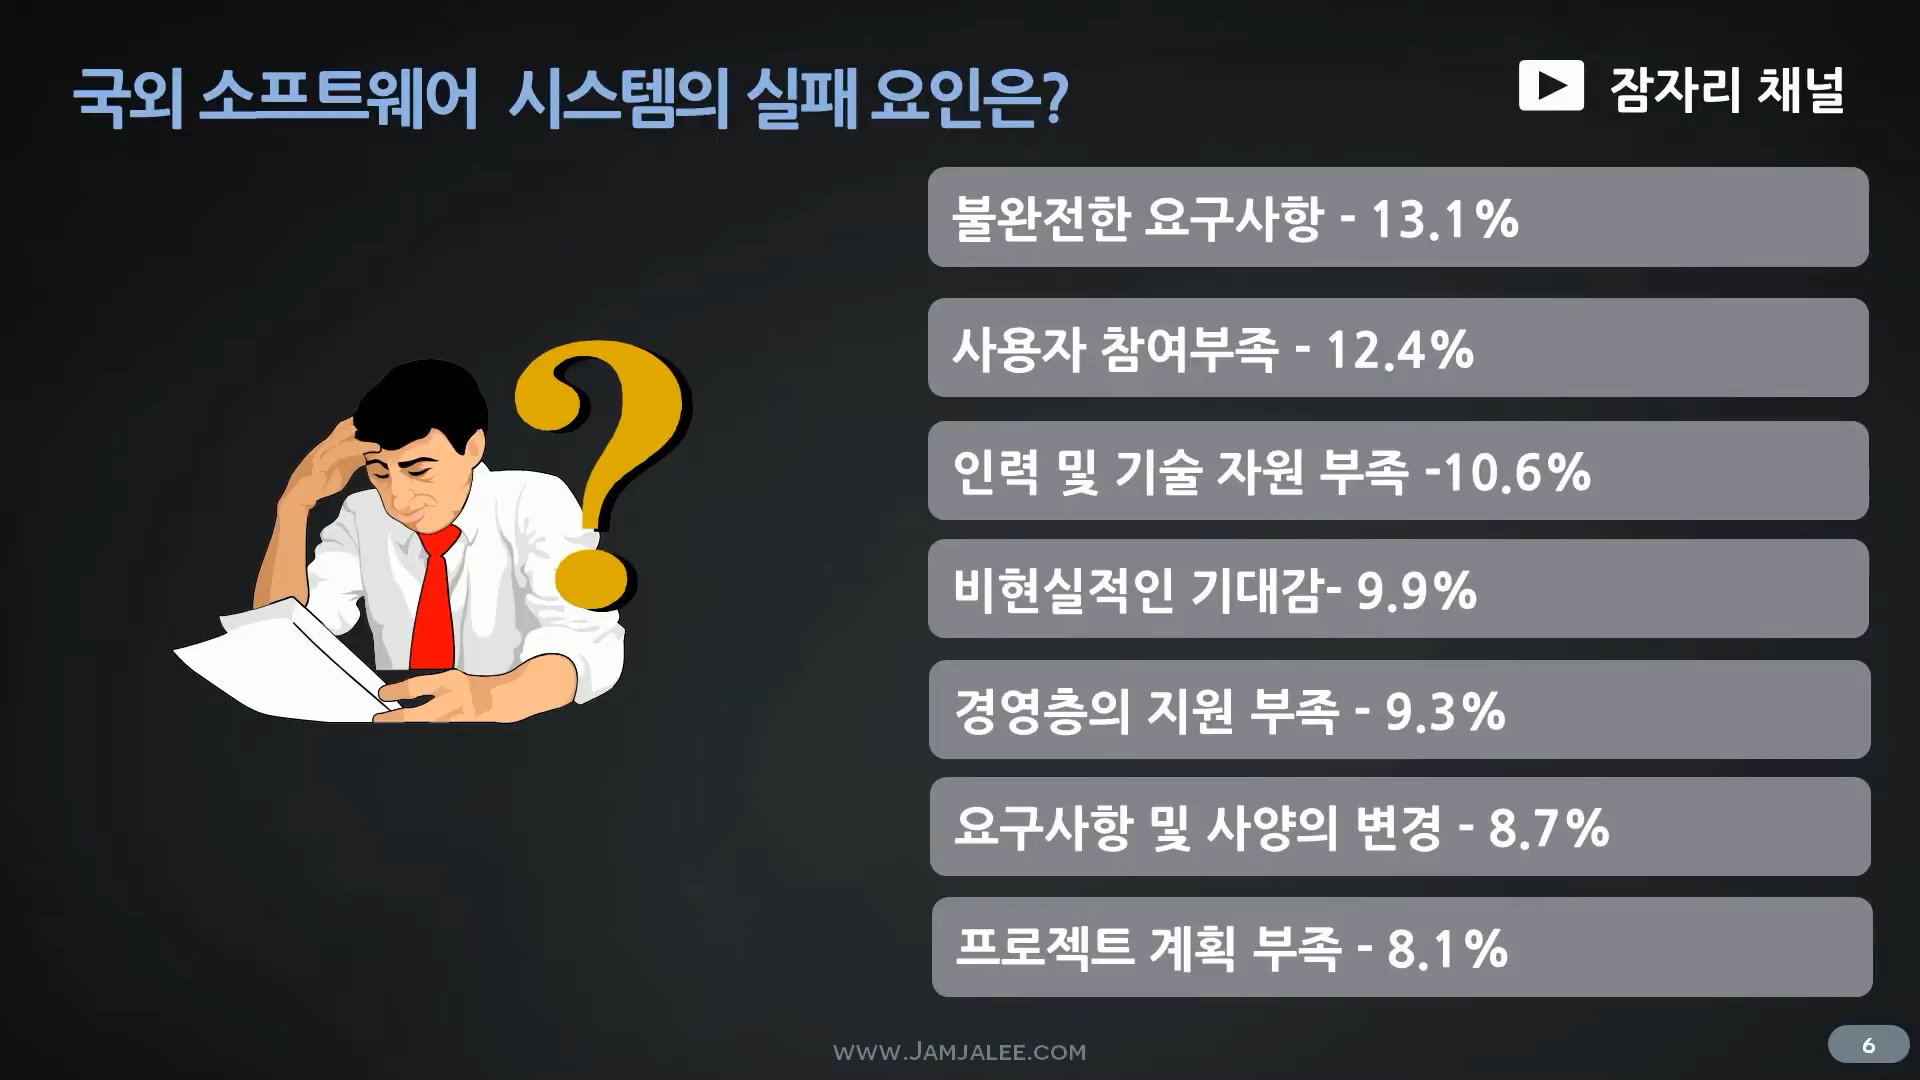 국외 소프트웨어 시스템의 실패 요인은?
잠자리 채널
불완전한 요구사항 - 13.1%
사용자 참여부족 - 12.4%
인력 및 기술 자원 부족 -10.6%
비현실적인 기대감- 9.9%
경영층의 지원 부족 - 9.3%
요구사항 및 사양의 변경 - 8.7%
프로젝트 계획 부족 - 8.1%
www.Jamjalee.com
6